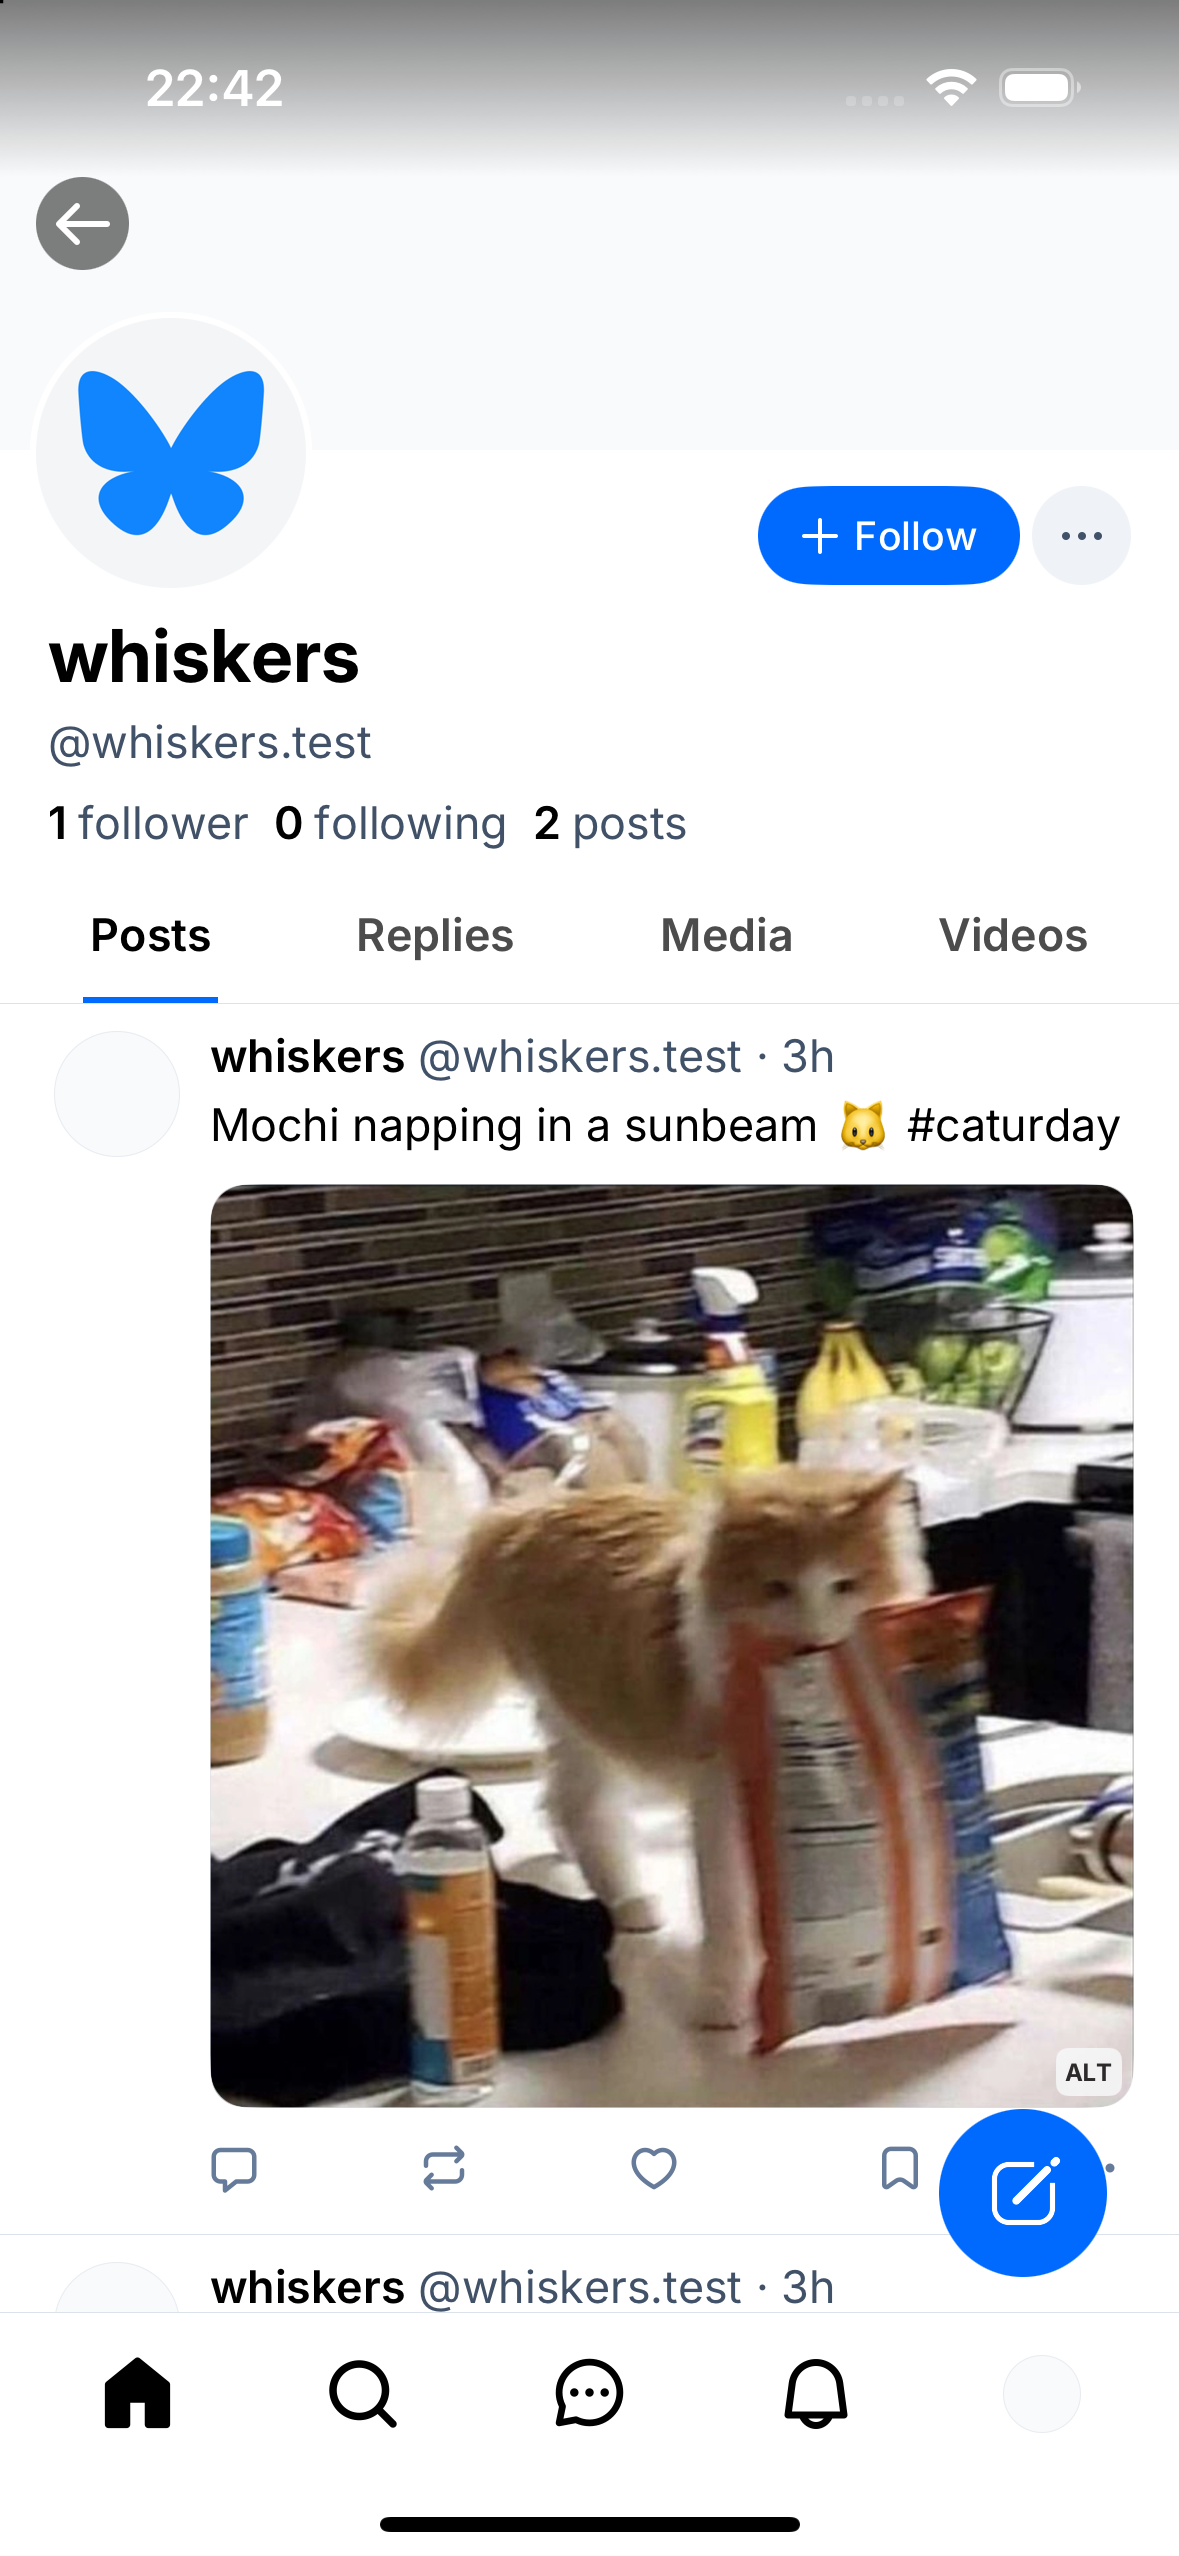 22:42
+ Follow
whiskers
@whiskers.test
1 follower 0 following 2 posts
Posts Replies Media Videos
whiskers @whiskers.test · 3h
Mochi napping in a sunbeam 🐱 #caturday
ALT
whiskers @whiskers.test · 3h